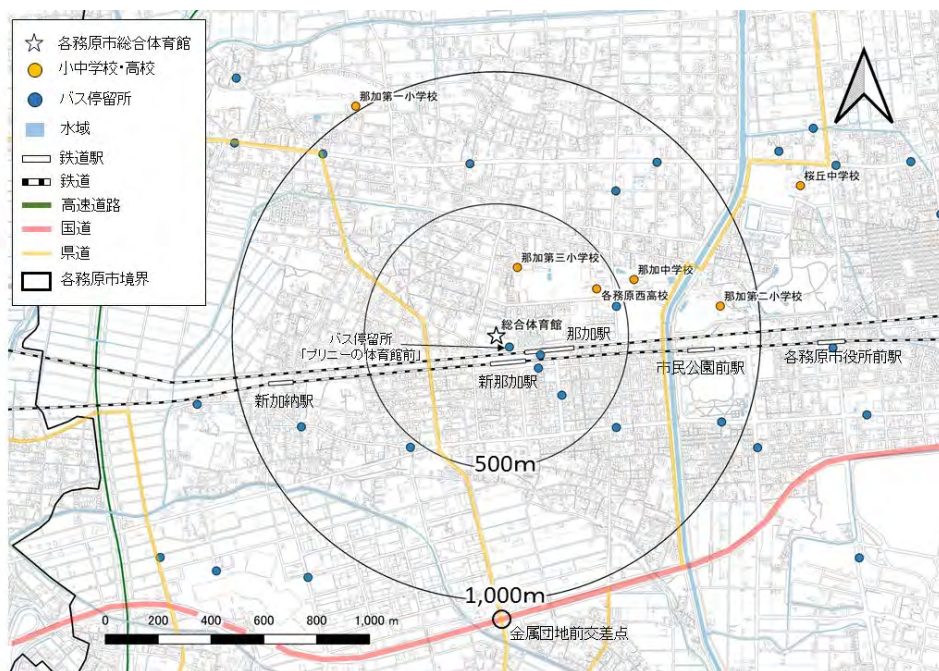 各務原市総合体育館
小中学校・高校
バス停留所
水域
鉄道駅
鉄道
高速道路
国道
県道
各務原市境界
那加第一小学校
桜丘中学校
那加第三小学校
那加中学校
各務原西高校
那加第二小学校
総合体育館
バス停留所
「プリニーの体育館前」
那加駅
新那加駅
市民公園前駅
各務原市役所前駅
新加納駅
500m
1,000m
金属団地前交差点
0 200 400 600 800 1,000 m